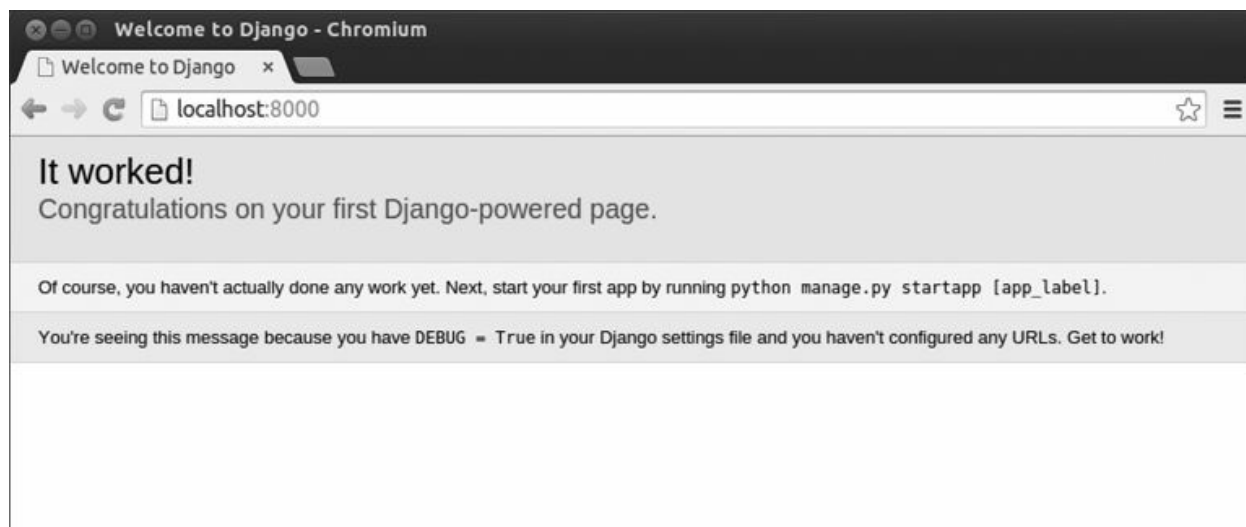 Welcome to Django - Chromium
Welcome to Django ×
localhost:8000
It worked!
Congratulations on your first Django-powered page.
Of course, you haven't actually done any work yet. Next, start your first app by running python manage.py startapp [app_label].
You're seeing this message because you have DEBUG = True in your Django settings file and you haven't configured any URLs. Get to work!